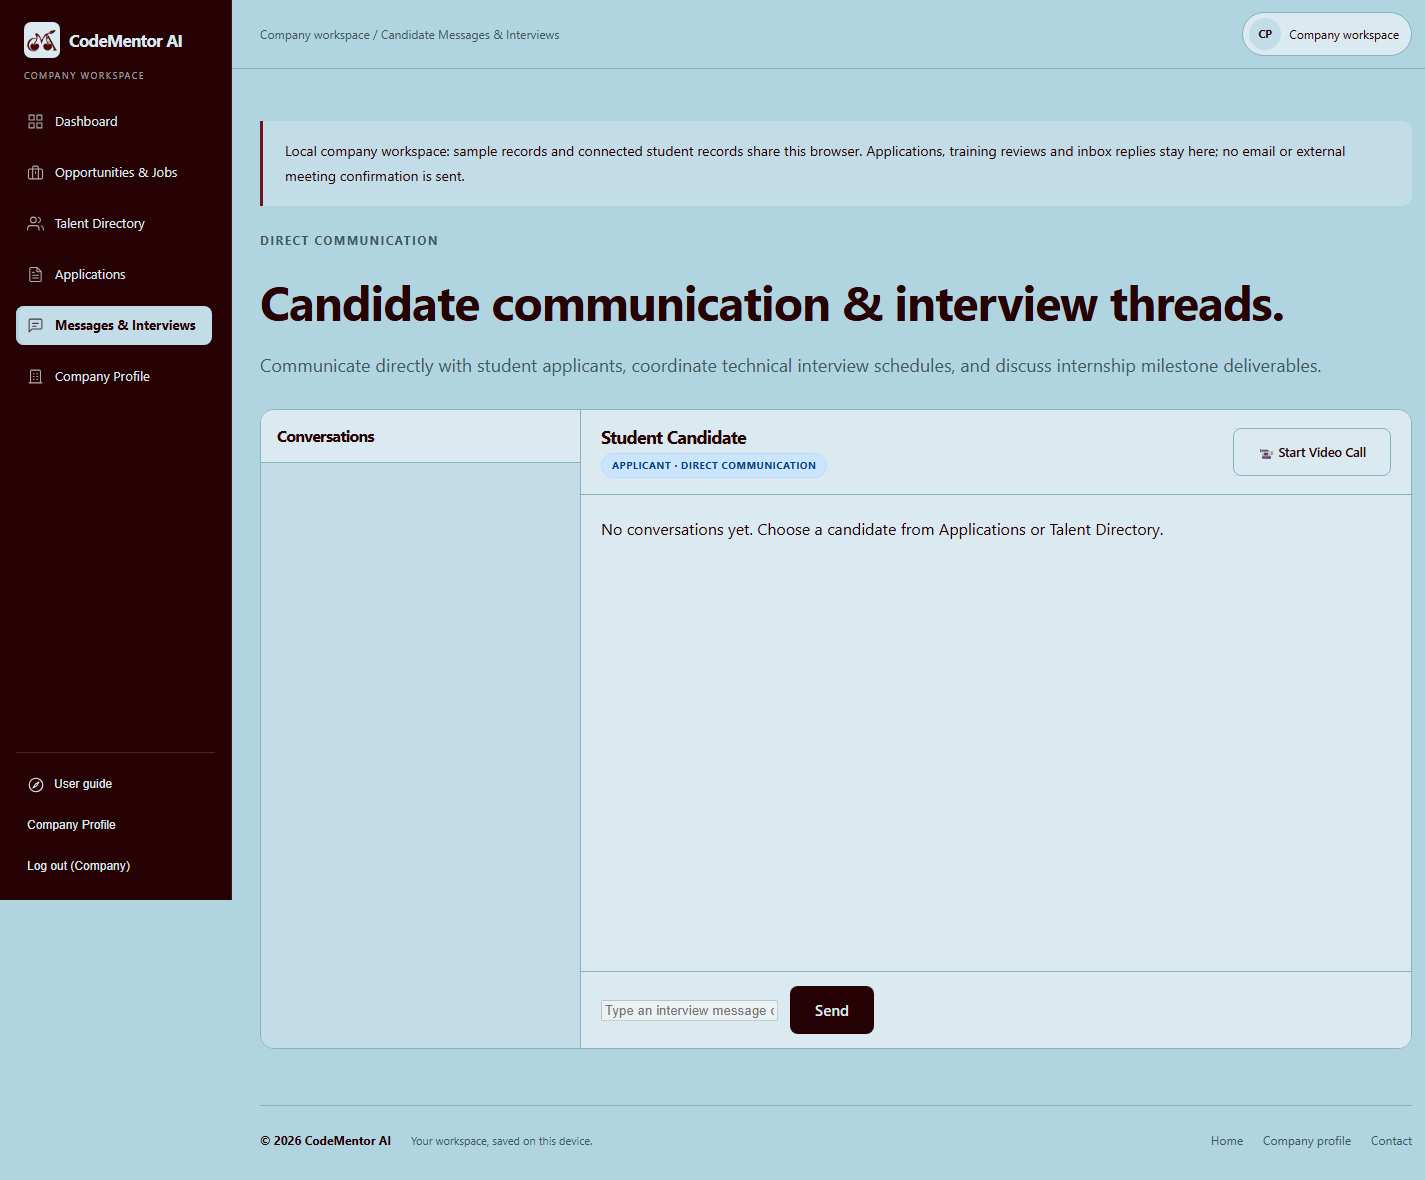 CodeMentor AI
COMPANY WORKSPACE
Dashboard
Opportunities & Jobs
Talent Directory
Applications
Messages & Interviews
Company Profile
User guide
Company Profile
Log out (Company)
Company workspace / Candidate Messages & Interviews
CP Company workspace
Local company workspace: sample records and connected student records share this browser. Applications, training reviews and inbox replies stay here; no email or external
meeting confirmation is sent.
DIRECT COMMUNICATION
Candidate communication & interview threads.
Communicate directly with student applicants, coordinate technical interview schedules, and discuss internship milestone deliverables.
Conversations
Student Candidate
APPLICANT · DIRECT COMMUNICATION
Start Video Call
No conversations yet. Choose a candidate from Applications or Talent Directory.
Type an interview message
Send
© 2026 CodeMentor AI Your workspace, saved on this device.
Home Company profile Contact